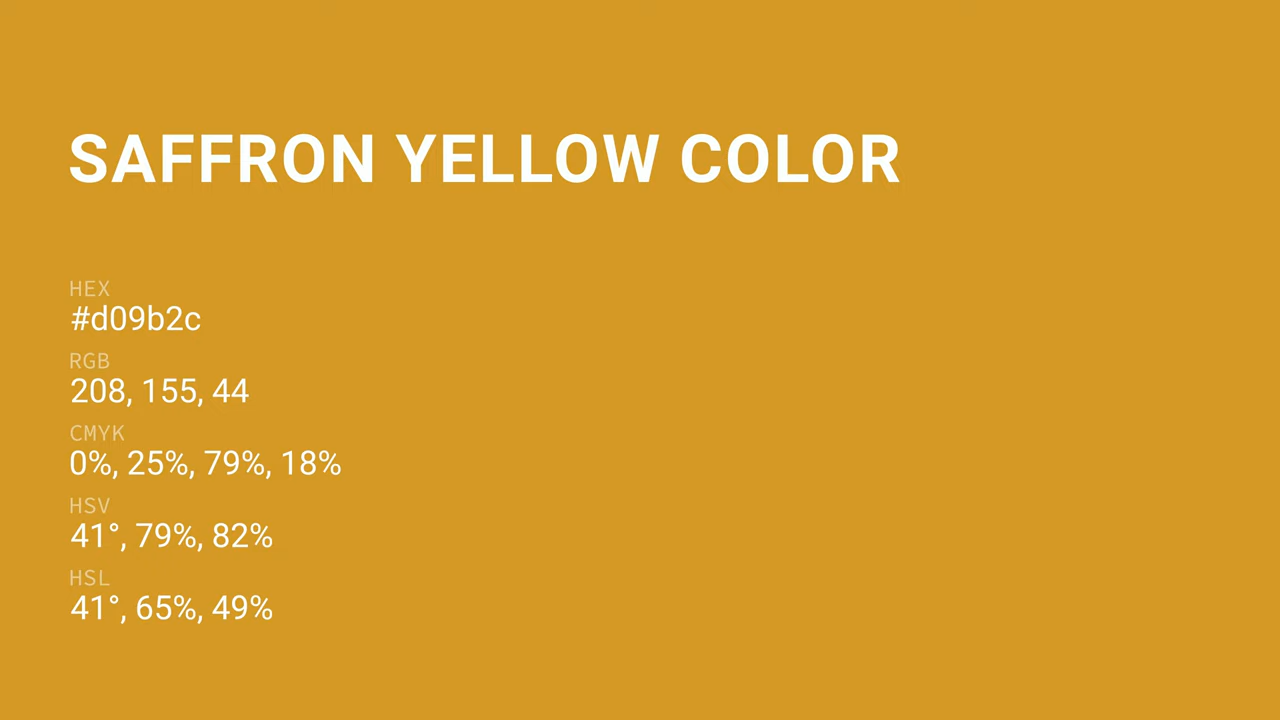 SAFFRON YELLOW COLOR
HEX
#d09b2c
RGB
208, 155, 44
CMYK
0%, 25%, 79%, 18%
HSV
41°, 79%, 82%
HSL
41°, 65%, 49%